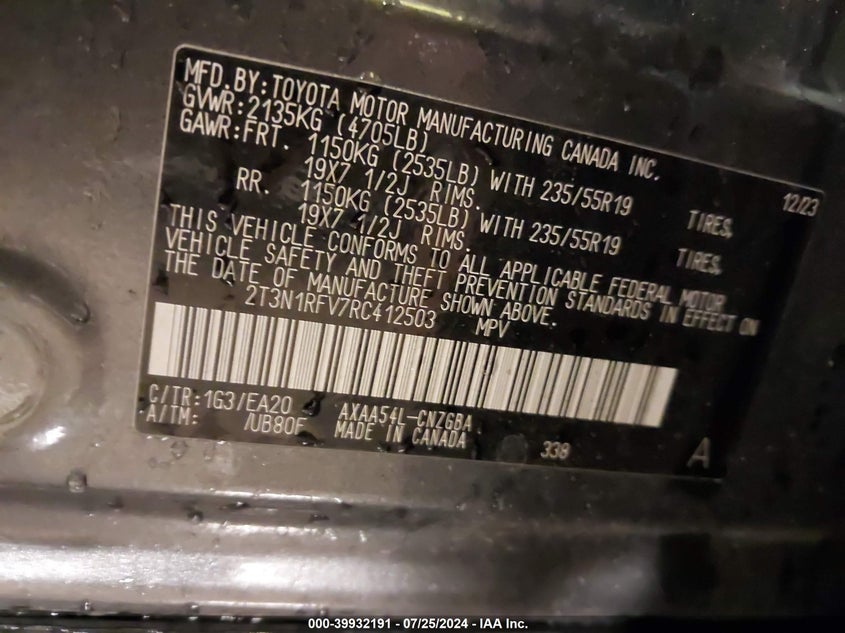 MFD.BY:TOYOTA MOTOR MANUFACTURING CANADA INC. 12/23
GVWR:2135KG (4705LB)
GAWR:FRT. 1150KG (2535LB) WITH 235/55R19 TIRES,
19X7 1/2J RIMS.
RR. 1150KG (2535LB) WITH 235/55R19 TIRES,
19X7 1/2J RIMS.
THIS VEHICLE CONFORMS TO ALL APPLICABLE FEDERAL MOTOR
VEHICLE SAFETY AND THEFT PREVENTION STANDARDS IN EFFECT ON
THE DATE OF MANUFACTURE SHOWN ABOVE.
2T3N1RFV7RC412503 MPV
C/TR:1G3/EA20 AXAA54L-CNZGBA
A/TM: /UB80F MADE IN CANADA 339 A
000-39932191 - 07/25/2024 - IAA Inc.